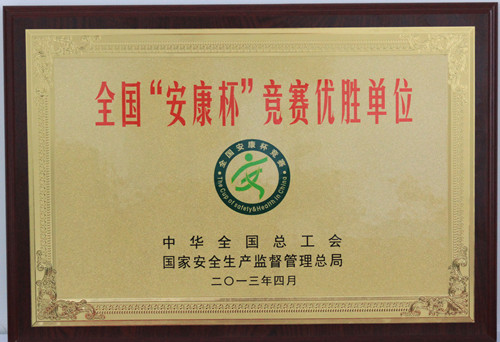 全国“安康杯”竞赛优胜单位
全国安康杯竞赛
The Cup of safety&Health in China
中华全国总工会
国家安全生产监督管理总局
二〇一三年四月